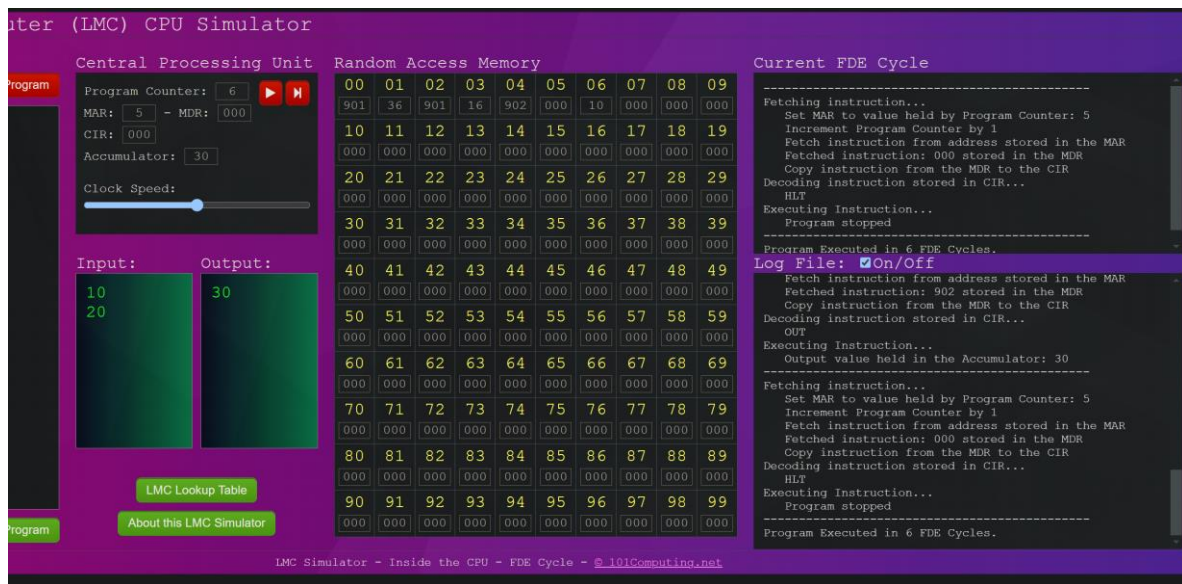 uter (LMC) CPU Simulator
Program
Central Processing Unit
Program Counter: 6
MAR: 5 - MDR: 000
CIR: 000
Accumulator: 30
Clock Speed:
Input:
10
20
Output:
30
LMC Lookup Table
About this LMC Simulator
Program
Random Access Memory
00 01 02 03 04 05 06 07 08 09
901 36 901 16 902 000 10 000 000 000
10 11 12 13 14 15 16 17 18 19
000 000 000 000 000 000 000 000 000 000
20 21 22 23 24 25 26 27 28 29
000 000 000 000 000 000 000 000 000 000
30 31 32 33 34 35 36 37 38 39
000 000 000 000 000 000 000 000 000 000
40 41 42 43 44 45 46 47 48 49
000 000 000 000 000 000 000 000 000 000
50 51 52 53 54 55 56 57 58 59
000 000 000 000 000 000 000 000 000 000
60 61 62 63 64 65 66 67 68 69
000 000 000 000 000 000 000 000 000 000
70 71 72 73 74 75 76 77 78 79
000 000 000 000 000 000 000 000 000 000
80 81 82 83 84 85 86 87 88 89
000 000 000 000 000 000 000 000 000 000
90 91 92 93 94 95 96 97 98 99
000 000 000 000 000 000 000 000 000 000
Current FDE Cycle
----------------------------------------------
Fetching instruction...
Set MAR to value held by Program Counter: 5
Increment Program Counter by 1
Fetch instruction from address stored in the MAR
Fetched instruction: 000 stored in the MDR
Copy instruction from the MDR to the CIR
Decoding instruction stored in CIR...
HLT
Executing Instruction...
Program stopped
----------------------------------------------
Program Executed in 6 FDE Cycles.
Log File: On/Off
Fetch instruction from address stored in the MAR
Fetched instruction: 902 stored in the MDR
Copy instruction from the MDR to the CIR
Decoding instruction stored in CIR...
OUT
Executing Instruction...
Output value held in the Accumulator: 30
----------------------------------------------
Fetching instruction...
Set MAR to value held by Program Counter: 5
Increment Program Counter by 1
Fetch instruction from address stored in the MAR
Fetched instruction: 000 stored in the MDR
Copy instruction from the MDR to the CIR
Decoding instruction stored in CIR...
HLT
Executing Instruction...
Program stopped
----------------------------------------------
Program Executed in 6 FDE Cycles.
LMC Simulator - Inside the CPU - FDE Cycle - © 101Computing.net